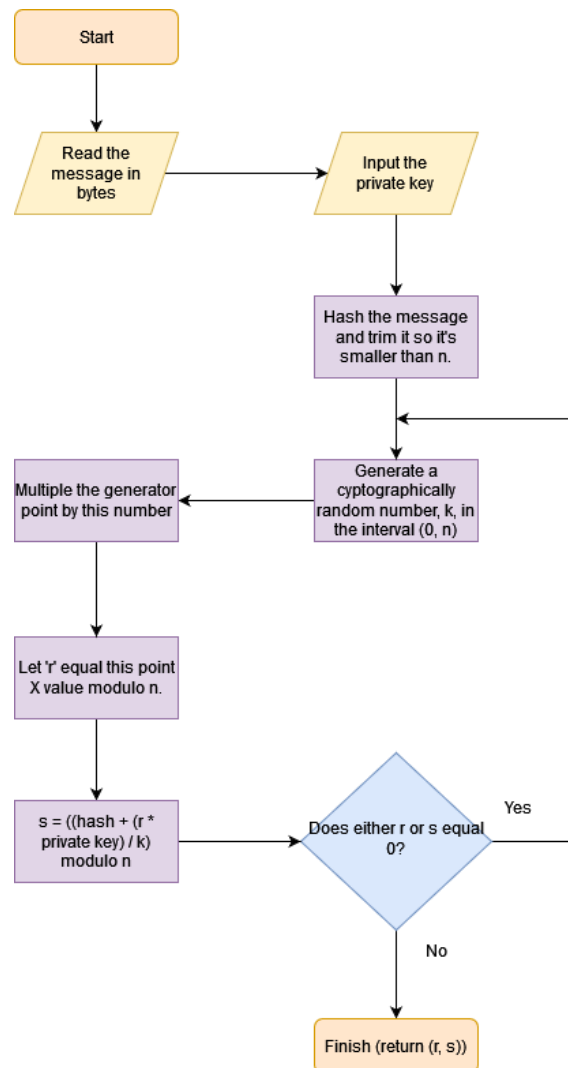 Start
Read the
message in
bytes
Input the
private key
Hash the message
and trim it so it's
smaller than n.
Generate a
cyptographically
random number, k, in
the interval (0, n)
Multiple the generator
point by this number
Let 'r' equal this point
X value modulo n.
s = ((hash + (r *
private key) / k)
modulo n
Does either r or s equal
0?
Yes
No
Finish (return (r, s))